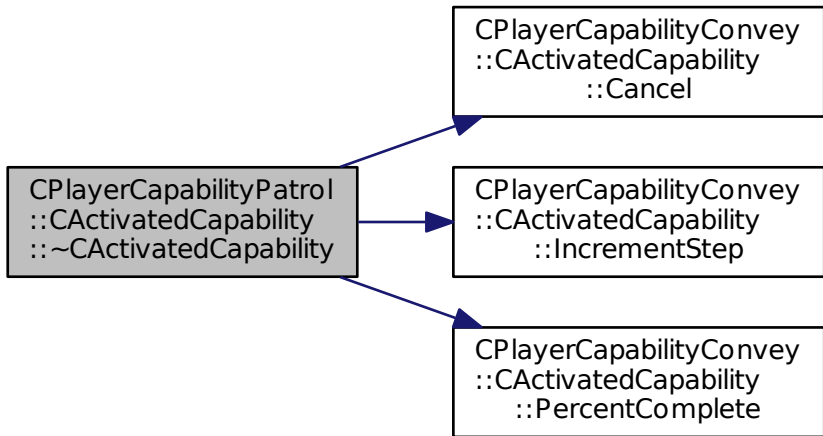 CPlayerCapabilityConvey
::CActivatedCapability
::Cancel
CPlayerCapabilityPatrol
::CActivatedCapability
::~CActivatedCapability
CPlayerCapabilityConvey
::CActivatedCapability
::IncrementStep
CPlayerCapabilityConvey
::CActivatedCapability
::PercentComplete